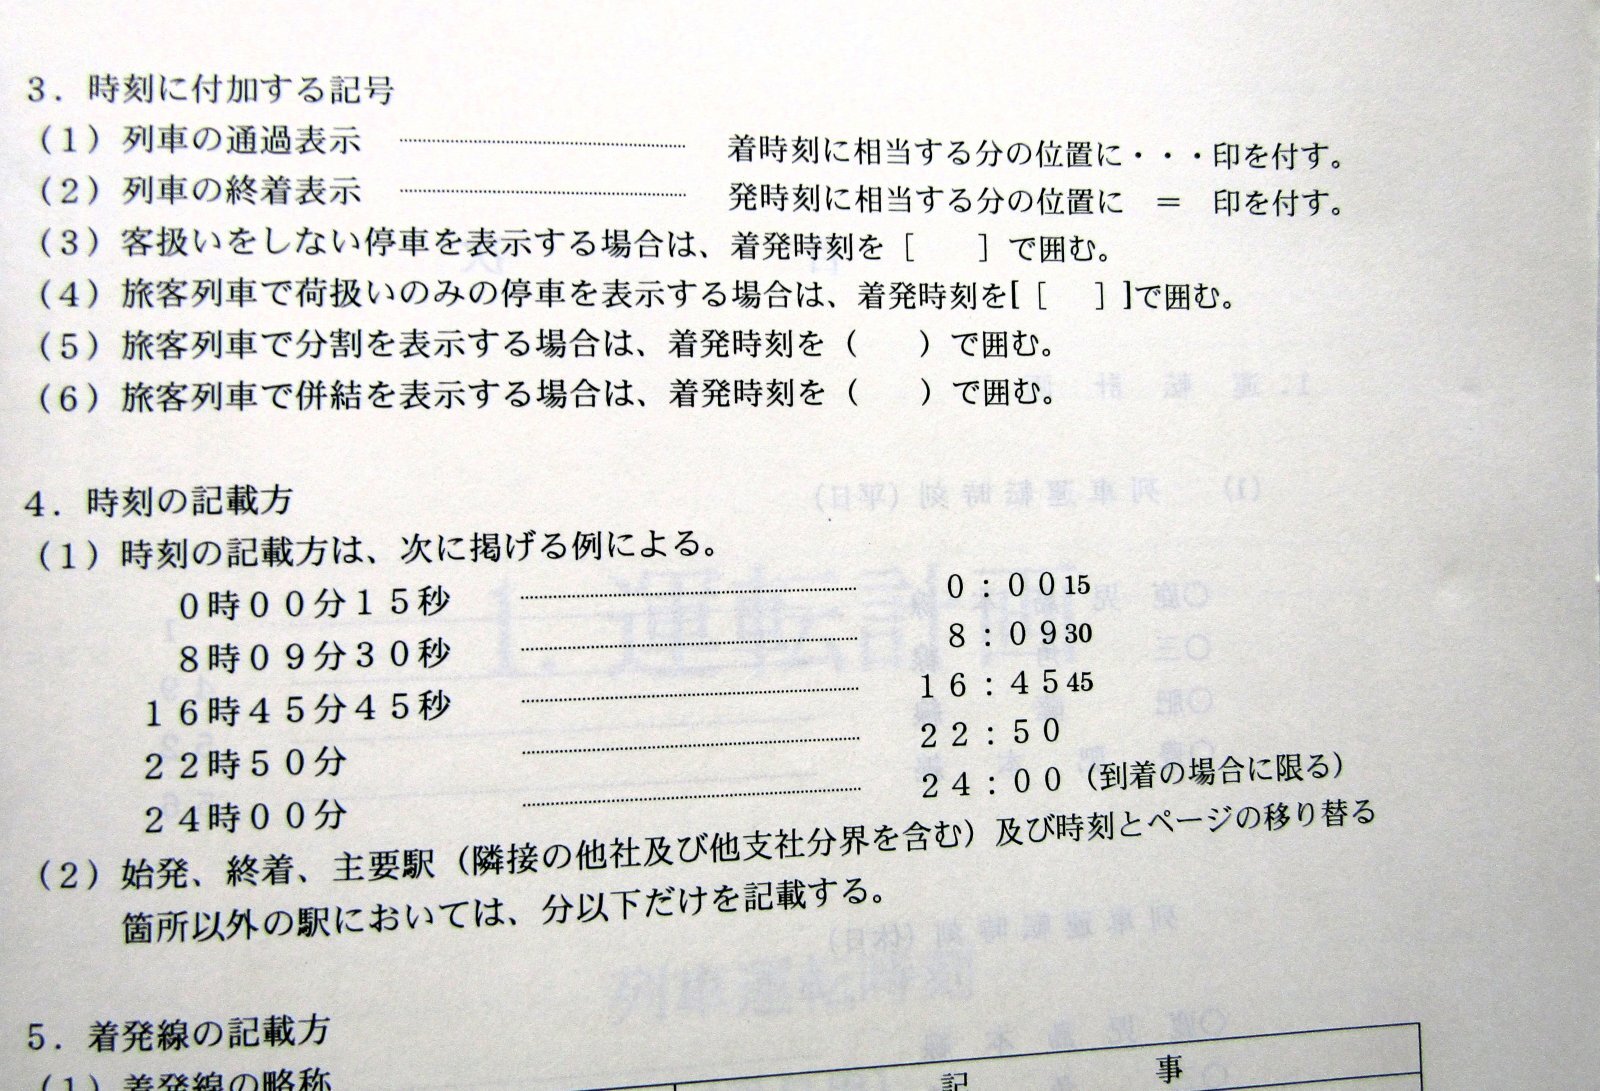 3．時刻に付加する記号
（1）列車の通過表示 ………………… 着時刻に相当する分の位置に・・・印を付す。
（2）列車の終着表示 ………………… 発時刻に相当する分の位置に　＝　印を付す。
（3）客扱いをしない停車を表示する場合は、着発時刻を［　　］で囲む。
（4）旅客列車で荷扱いのみの停車を表示する場合は、着発時刻を[［　　］]で囲む。
（5）旅客列車で分割を表示する場合は、着発時刻を（　　）で囲む。
（6）旅客列車で併結を表示する場合は、着発時刻を（　　）で囲む。
4．時刻の記載方
（1）時刻の記載方は、次に掲げる例による。
0時00分15秒 ………………… 0：0015
8時09分30秒 ………………… 8：0930
16時45分45秒 ………………… 16：4545
22時50分 ………………… 22：50
24時00分 ………………… 24：00（到着の場合に限る）
（2）始発、終着、主要駅（隣接の他社及び他支社分界を含む）及び時刻とページの移り替る
箇所以外の駅においては、分以下だけを記載する。
5．着発線の記載方
（1）着発線の略称
記　事